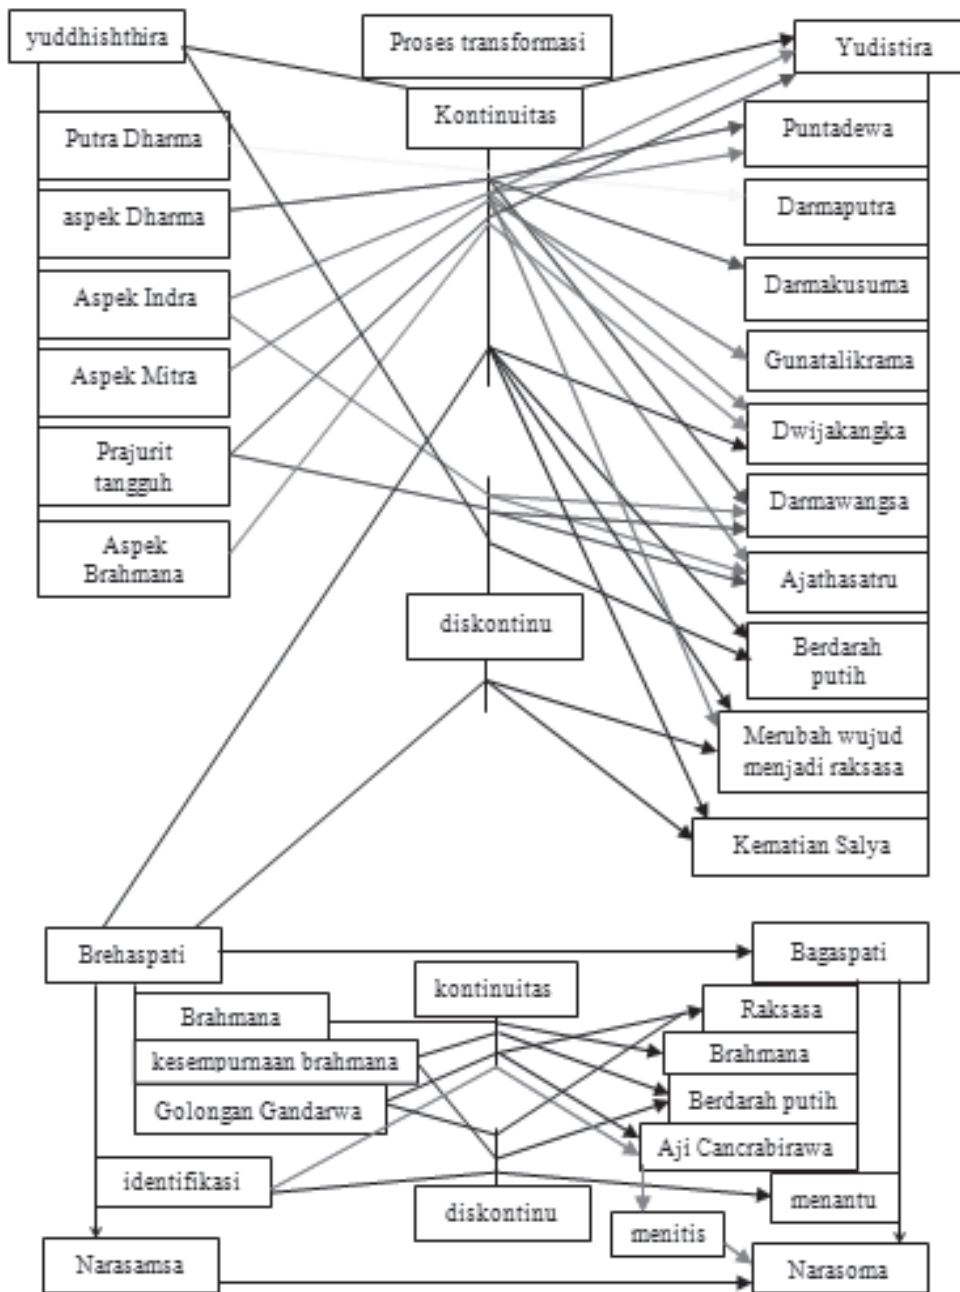 yuddhishthira
Proses transformasi
Yudistira
Kontinuitas
Putra Dharma
aspek Dharma
Aspek Indra
Aspek Mitra
Prajurit
tangguh
Aspek
Brahmana
Puntadewa
Darmaputra
Darmakusuma
Gunatalikrama
Dwijakangka
Darmawangsa
Ajathasatru
Berdarah
putih
Merubah wujud
menjadi raksasa
Kematian Salya
diskontinu
Brehaspati
Bagaspati
kontinuitas
Brahmana
kesempurnaan brahmana
Golongan Gandarwa
identifikasi
Narasamsa
Raksasa
Brahmana
Berdarah putih
Aji Cancrabirawa
menantu
diskontinu
menitis
Narasoma